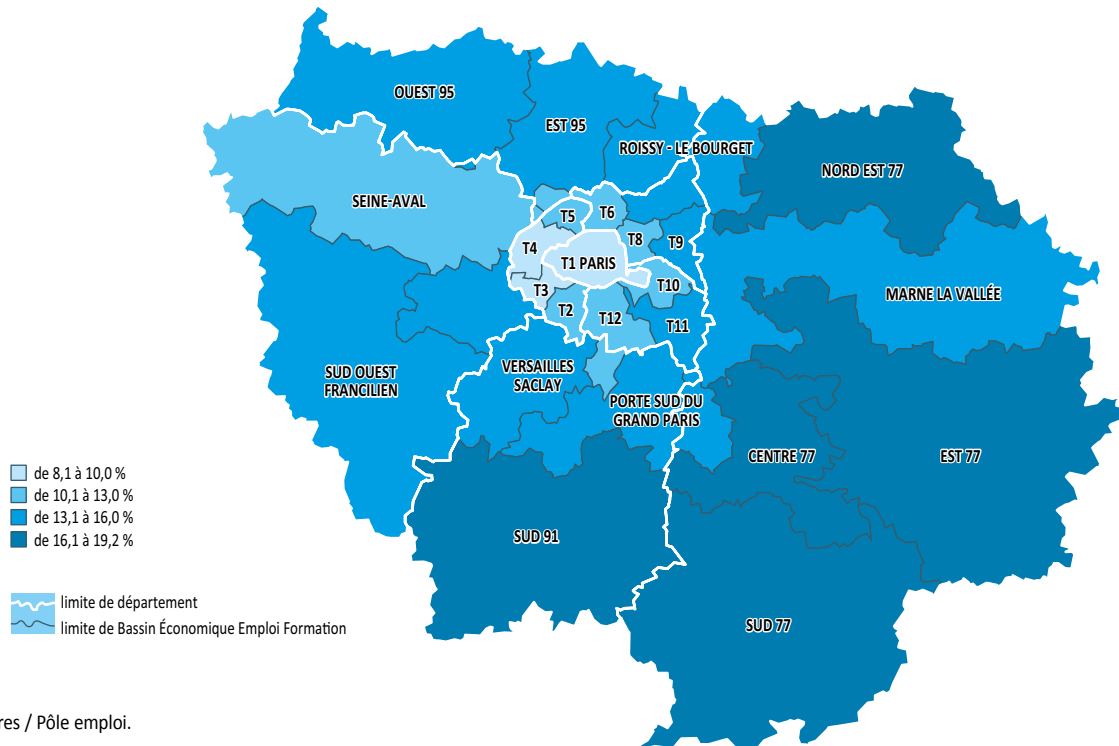 OUEST 95
EST 95
ROISSY - LE BOURGET
NORD EST 77
SEINE-AVAL
T5
T6
T4
T8
T9
T1 PARIS
T3
T10
T2
T12
T11
MARNE LA VALLÉE
SUD OUEST
FRANCILIEN
VERSAILLES
SACLAY
PORTE SUD DU
GRAND PARIS
CENTRE 77
EST 77
SUD 91
SUD 77
de 8,1 à 10,0 %
de 10,1 à 13,0 %
de 13,1 à 16,0 %
de 16,1 à 19,2 %
limite de département
limite de Bassin Économique Emploi Formation
res / Pôle emploi.